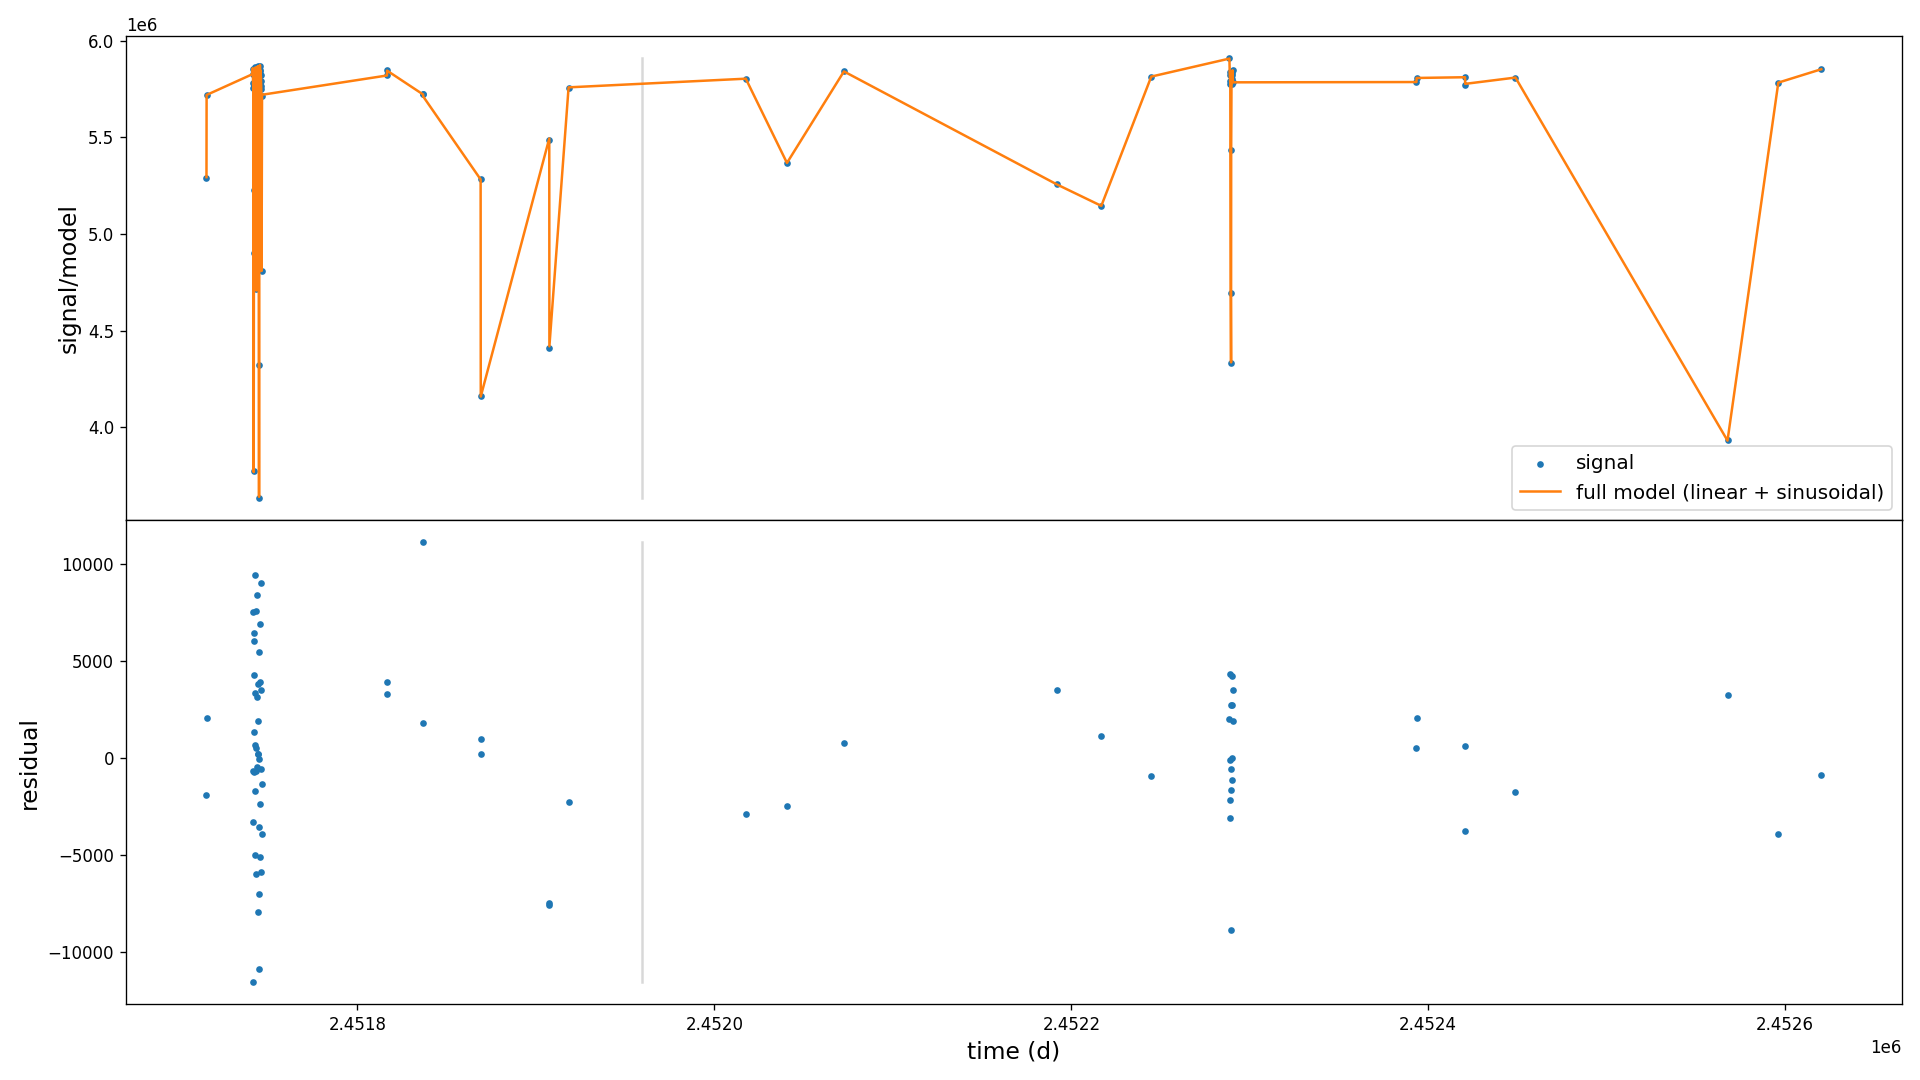 1e6
6.0
5.5
5.0
4.5
4.0
signal/model
signal
full model (linear + sinusoidal)
10000
5000
0
−5000
−10000
residual
2.4518
2.4520
2.4522
2.4524
2.4526
time (d)
1e6